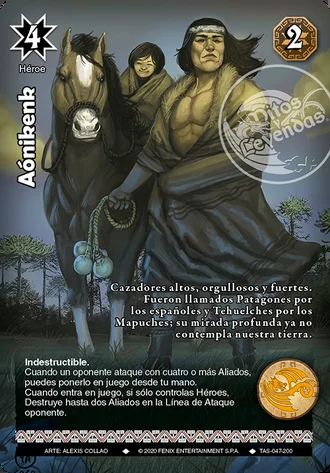 4
2
Héroe
Aónikenk
Mitos
y
Leyendas
Cazadores altos, orgullosos y fuertes.
Fueron llamados Patagones por
los españoles y Tehuelches por los
Mapuches; su mirada profunda ya no
contempla nuestra tierra.
Indestructible.
Cuando un oponente ataque con cuatro o más Aliados,
puedes ponerlo en juego desde tu mano.
Cuando entra en juego, si sólo controlas Héroes,
Destruye hasta dos Aliados en la Línea de Ataque
oponente.
ARTE: ALEXIS COLLAO
© 2020 FENIX ENTERTAINMENT S.P.A.
TAS-047-200